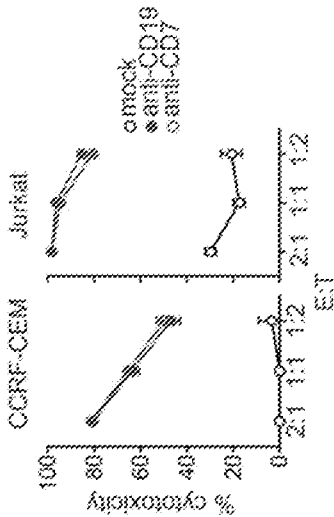 CCRF-CEM
Jurkat
mock
anti-CD19
anti-CD7
% cytotoxicity
100
80
60
40
20
0
2:1 1:1 1:2
2:1 1:1 1:2
E:T